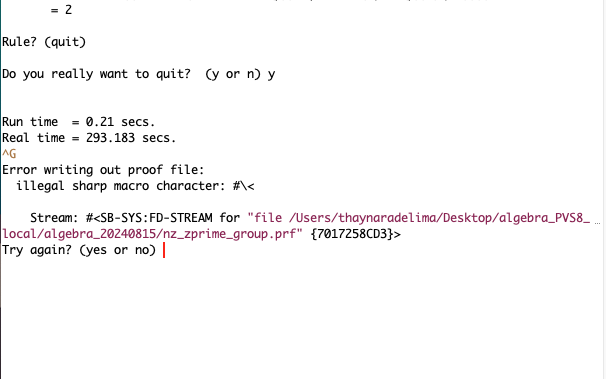 = 2
Rule? (quit)
Do you really want to quit?  (y or n) y
Run time  = 0.21 secs.
Real time = 293.183 secs.
^G
Error writing out proof file:
  illegal sharp macro character: #\<
    Stream: #<SB-SYS:FD-STREAM for "file /Users/thaynaradelima/Desktop/algebra_PVS8_
local/algebra_20240815/nz_zprime_group.prf" {7017258CD3}>
Try again? (yes or no)